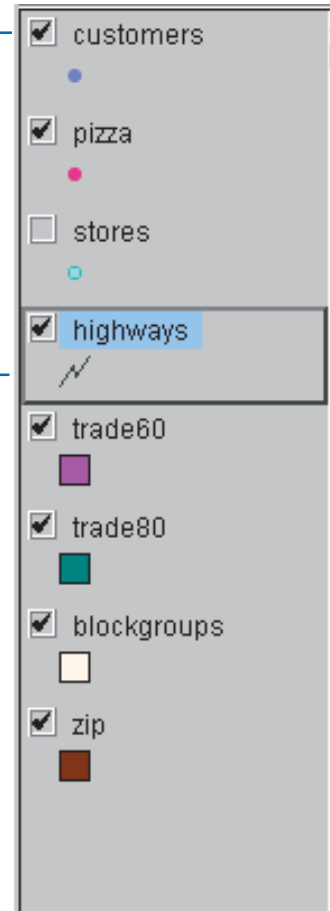 customers
pizza
stores
highways
trade60
trade80
blockgroups
zip